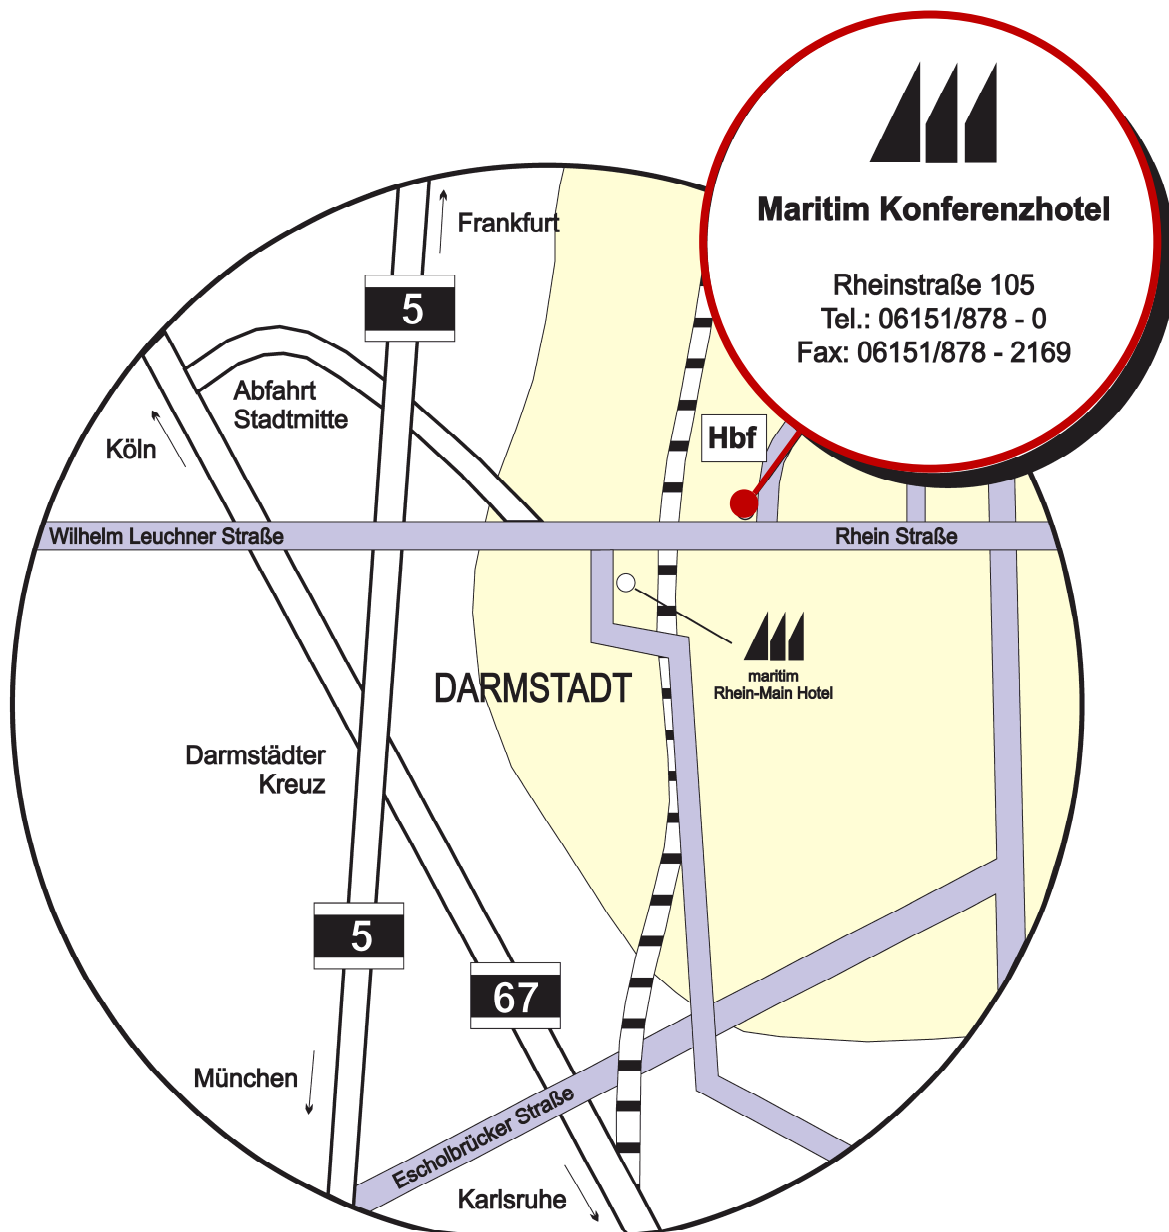 Maritim Konferenzhotel
Rheinstraße 105
Tel.: 06151/878 - 0
Fax: 06151/878 - 2169
Frankfurt
5
Abfahrt
Stadtmitte
Köln
Hbf
Wilhelm Leuchner Straße
Rhein Straße
maritim
Rhein-Main Hotel
DARMSTADT
Darmstädter
Kreuz
5
67
München
Escholbrücker Straße
Karlsruhe